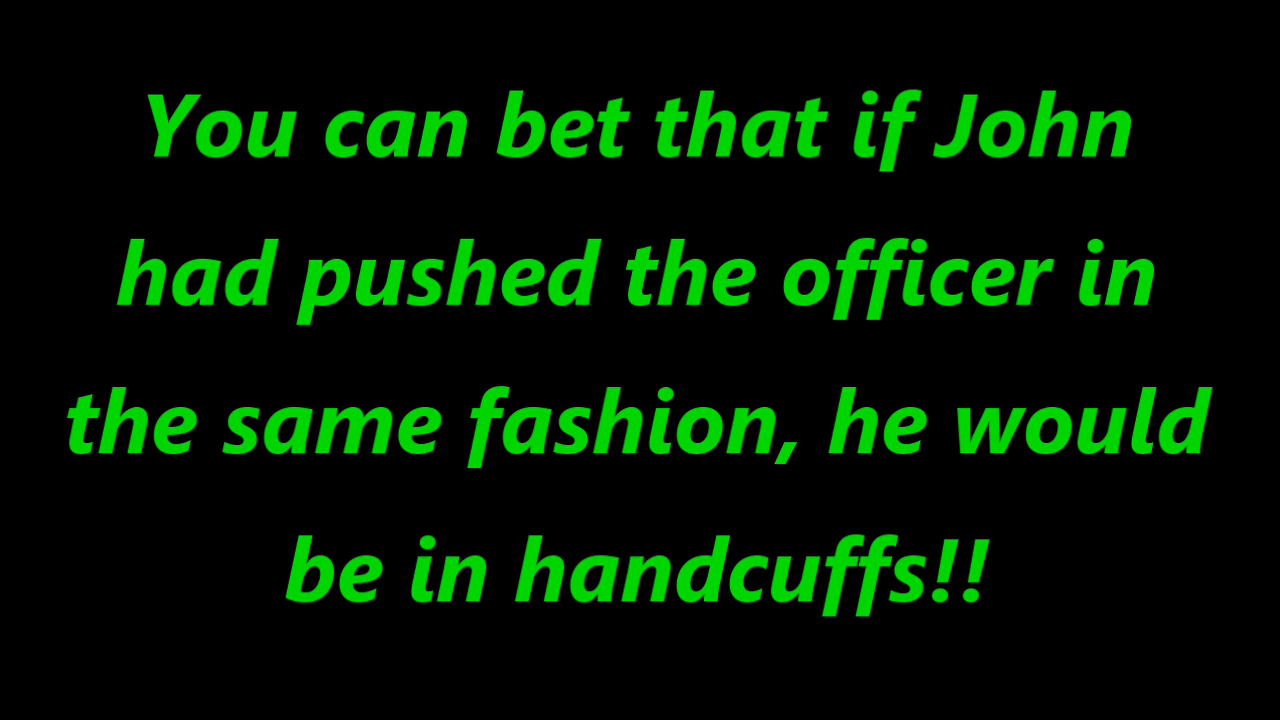 You can bet that if John
had pushed the officer in
the same fashion, he would
be in handcuffs!!